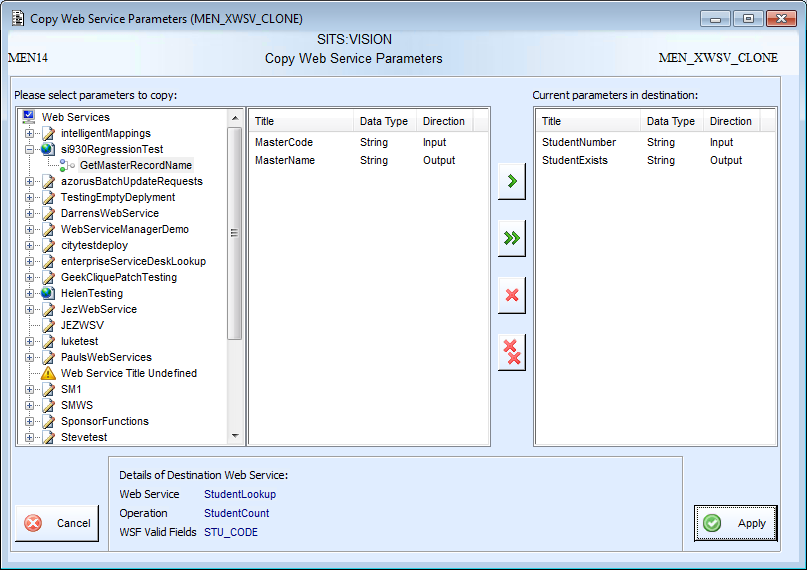 Copy Web Service Parameters (MEN_XWSV_CLONE)
SITS:VISION
MEN14
Copy Web Service Parameters
MEN_XWSV_CLONE
Please select parameters to copy:
Web Services
intelligentMappings
si930RegressionTest
GetMasterRecordName
azorusBatchUpdateRequests
TestingEmptyDeplyment
DarrensWebService
WebServiceManagerDemo
citytestdeploy
enterpriseServiceDeskLookup
GeekCliquePatchTesting
HelenTesting
JezWebService
JEZWSV
luketest
PaulsWebServices
Web Service Title Undefined
SM1
SMWS
SponsorFunctions
Stevetest
Title Data Type Direction
MasterCode String Input
MasterName String Output
Current parameters in destination:
Title Data Type Direction
StudentNumber String Input
StudentExists String Output
Details of Destination Web Service:
Web Service StudentLookup
Operation StudentCount
WSF Valid Fields STU_CODE
Cancel
Apply